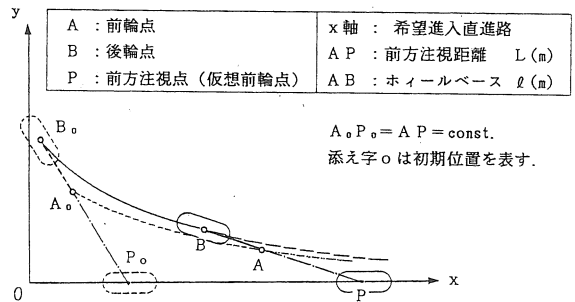 y
A：前輪点
B：後輪点
P：前方注視点（仮想前輪点）
x軸：希望進入直進路
AP：前方注視距離 L(m)
AB：ホィールベース ℓ(m)
B₀
A₀P₀＝AP＝const.
添え字oは初期位置を表す.
A₀
B
A
P₀
0
P
x